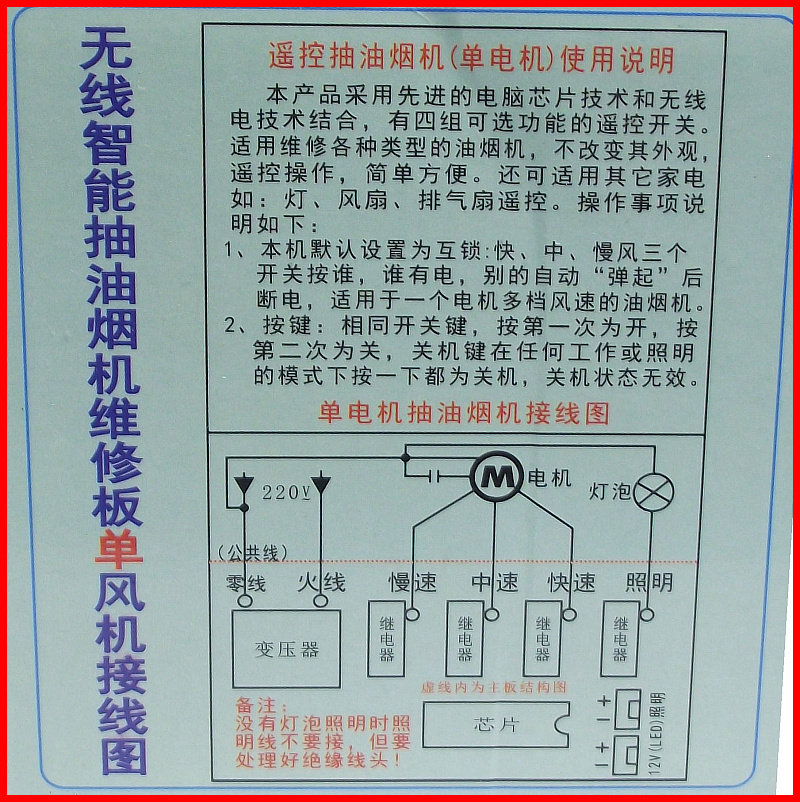 无线智能抽油烟机维修板单风机接线图
遥控抽油烟机(单电机)使用说明
本产品采用先进的电脑芯片技术和无线
电技术结合，有四组可选功能的遥控开关。
适用维修各种类型的油烟机，不改变其外观，
遥控操作，简单方便。还可适用其它家电
如：灯、风扇、排气扇遥控。操作事项说
明如下：
1、本机默认设置为互锁:快、中、慢风三个
开关按谁，谁有电，别的自动“弹起”后
断电，适用于一个电机多档风速的油烟机。
2、按键：相同开关键，按第一次为开，按
第二次为关，关机键在任何工作或照明
的模式下按一下都为关机，关机状态无效。
单电机抽油烟机接线图
220V
M
电机
灯泡
(公共线)
零线 火线 慢速 中速 快速 照明
变压器
继电器
继电器
继电器
继电器
虚线内为主板结构图
芯片
备注：
没有灯泡照明时照
明线不要接，但要
处理好绝缘线头！
+
−
+
−
12V(LED)照明